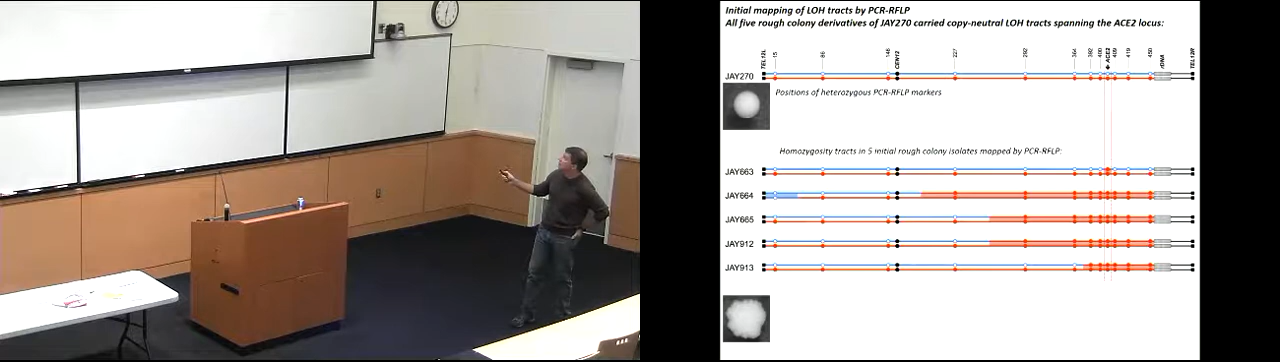 Initial mapping of LOH tracts by PCR-RFLP
All five rough colony derivatives of JAY270 carried copy-neutral LOH tracts spanning the ACE2 locus:
TEL12L 15 86 146 CEN12 227 292 364 392 400 ACE2 409 419 450 rDNA TEL12R
JAY270
Positions of heterozygous PCR-RFLP markers
Homozygosity tracts in 5 initial rough colony isolates mapped by PCR-RFLP:
JAY663
JAY664
JAY665
JAY912
JAY913